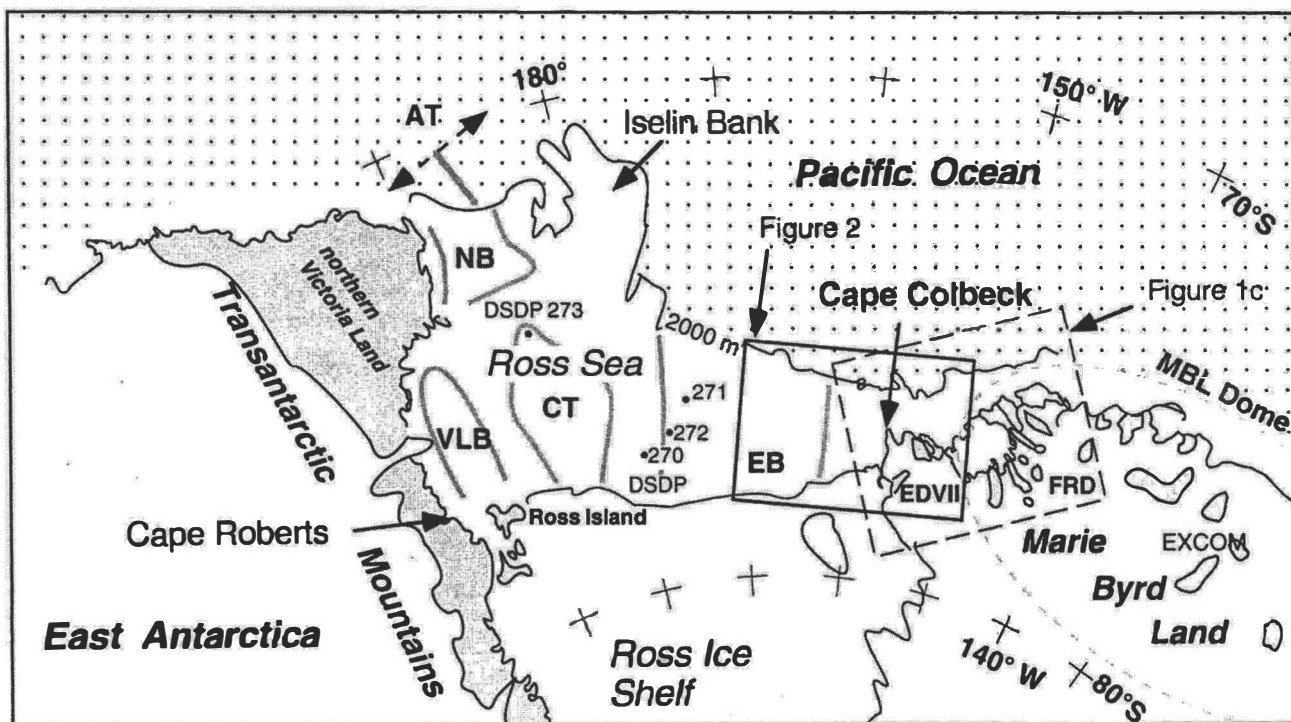 180°
150° W
AT
Iselin Bank
Pacific Ocean
70°S
Figure 2
northern
Victoria Land
NB
Cape Colbeck
Figure 1c
DSDP 273
2000 m
Transantarctic
Ross Sea
MBL Dome
271
CT
VLB
272
270
EB
DSDP
EDVII
FRD
Ross Island
Cape Roberts
Marie
EXCOM
Mountains
Byrd
East Antarctica
Land
Ross Ice
Shelf
140° W
80°S